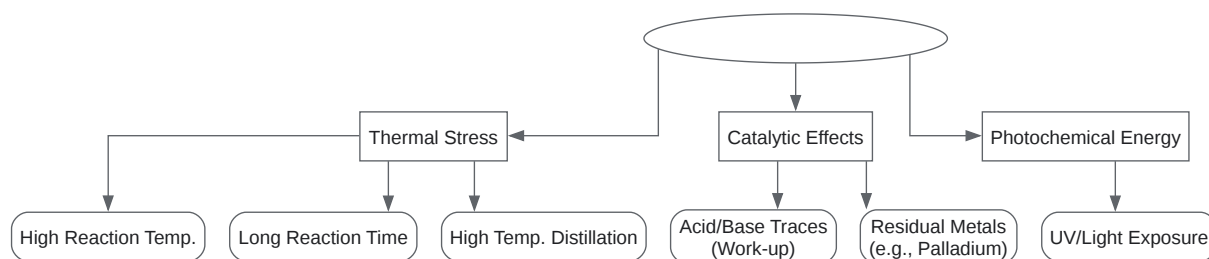 Thermal Stress
Catalytic Effects
Photochemical Energy
High Reaction Temp.
Long Reaction Time
High Temp. Distillation
Acid/Base Traces
(Work-up)
Residual Metals
(e.g., Palladium)
UV/Light Exposure